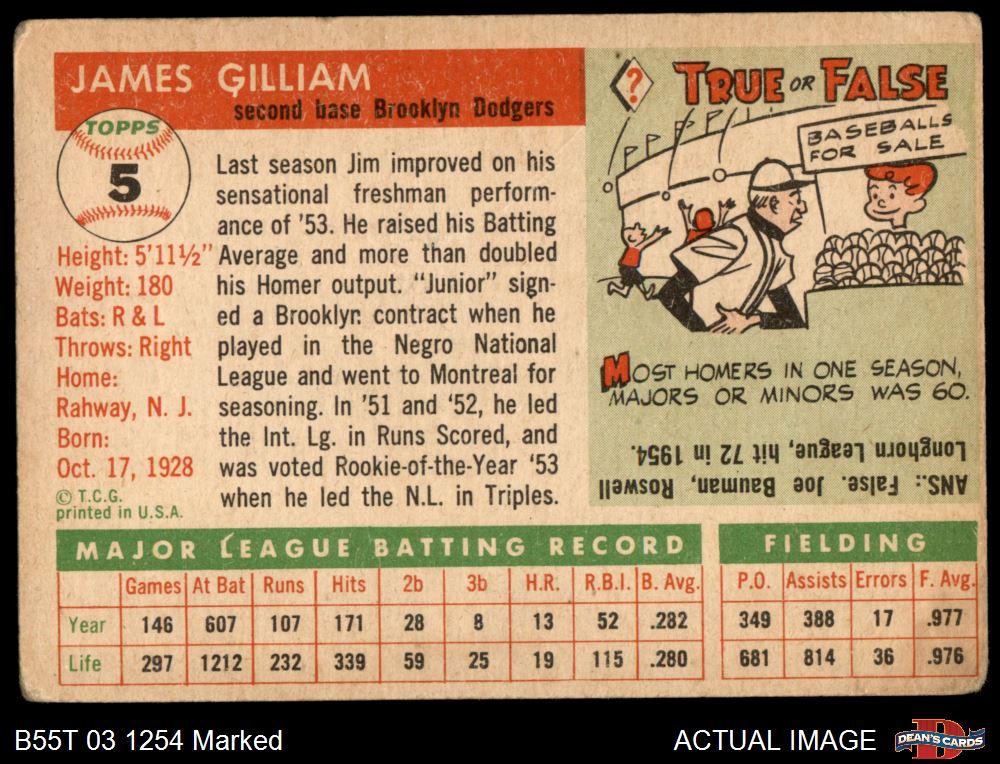 JAMES GILLIAM
second base Brooklyn Dodgers
TOPPS
5
Height: 5'11½"
Weight: 180
Bats: R & L
Throws: Right
Home:
Rahway, N. J.
Born:
Oct. 17, 1928
© T.C.G.
printed in U.S.A.
Last season Jim improved on his
sensational freshman perform-
ance of '53. He raised his Batting
Average and more than doubled
his Homer output. "Junior" sign-
ed a Brooklyn contract when he
played in the Negro National
League and went to Montreal for
seasoning. In '51 and '52, he led
the Int. Lg. in Runs Scored, and
was voted Rookie-of-the-Year '53
when he led the N.L. in Triples.
?
TRUE OR FALSE
BASEBALLS
FOR SALE
MOST HOMERS IN ONE SEASON,
MAJORS OR MINORS WAS 60.
ANS.: False. Joe Bauman, Roswell
Longhorn League, hit 72 in 1954.
MAJOR LEAGUE BATTING RECORD
Games At Bat Runs Hits 2b 3b H.R. R.B.I. B. Avg.
Year 146 607 107 171 28 8 13 52 .282
Life 297 1212 232 339 59 25 19 115 .280
FIELDING
P.O. Assists Errors F. Avg.
349 388 17 .977
681 814 36 .976
B55T 03 1254 Marked
ACTUAL IMAGE
DEAN'S CARDS